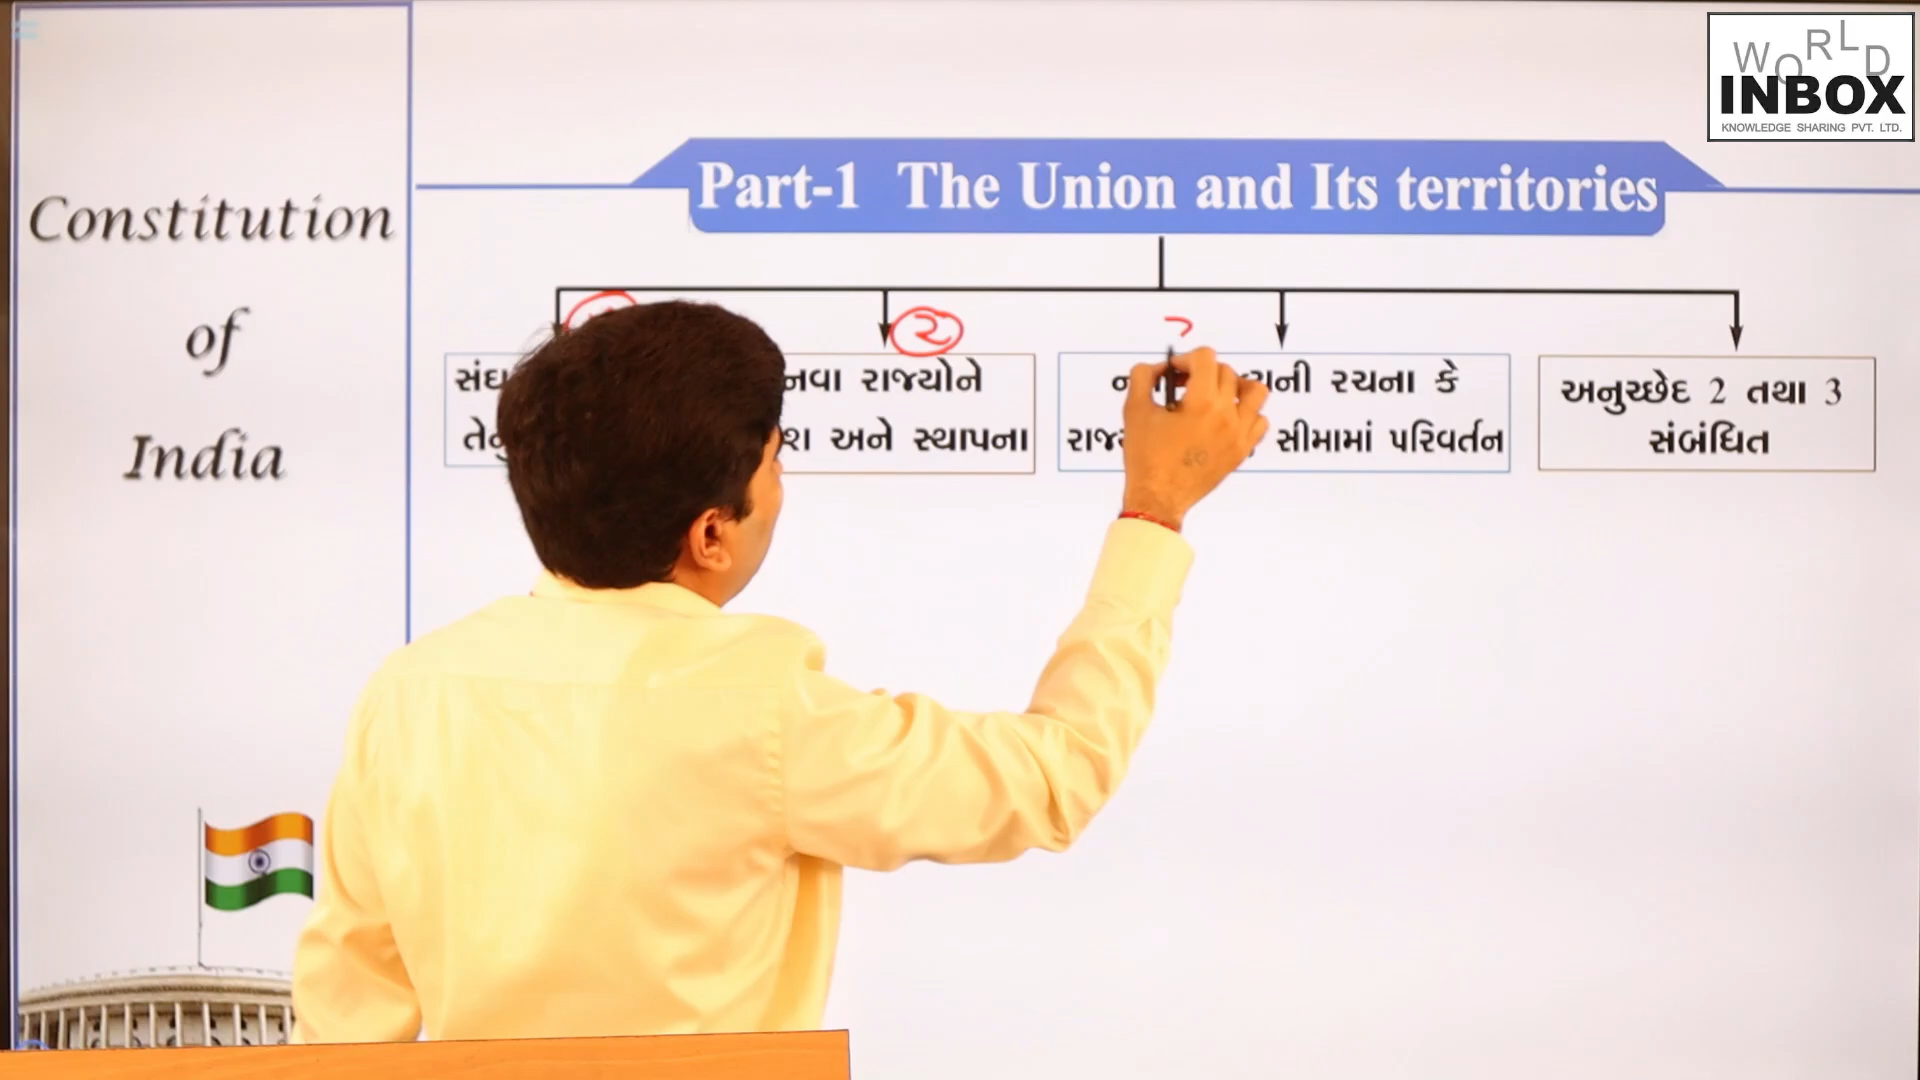 WORLD
INBOX
KNOWLEDGE SHARING PVT. LTD.
Constitution
of
India
Part-1 The Union and Its territories
૨
નવા રાજ્યોને
અને સ્થાપના
રચના કે
સીમામાં પરિવર્તન
અનુચ્છેદ 2 તથા 3
સંબંધિત